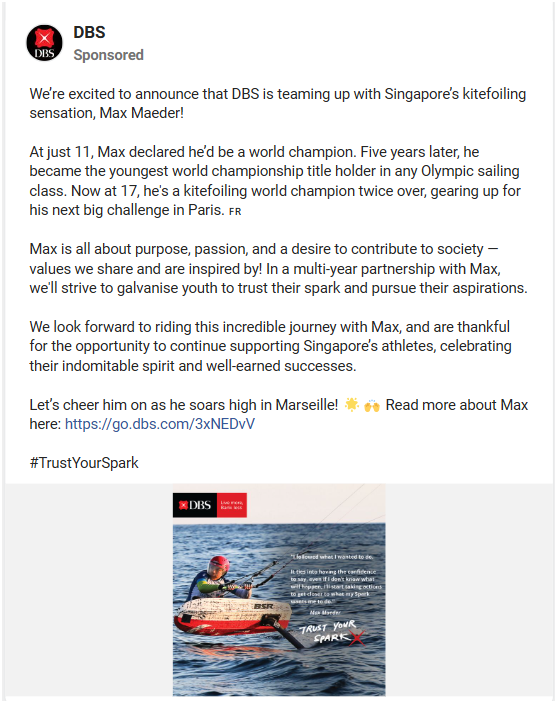 DBS
DBS
Sponsored
We’re excited to announce that DBS is teaming up with Singapore’s kitefoiling
sensation, Max Maeder!
At just 11, Max declared he’d be a world champion. Five years later, he
became the youngest world championship title holder in any Olympic sailing
class. Now at 17, he's a kitefoiling world champion twice over, gearing up for
his next big challenge in Paris. FR
Max is all about purpose, passion, and a desire to contribute to society —
values we share and are inspired by! In a multi-year partnership with Max,
we'll strive to galvanise youth to trust their spark and pursue their aspirations.
We look forward to riding this incredible journey with Max, and are thankful
for the opportunity to continue supporting Singapore’s athletes, celebrating
their indomitable spirit and well-earned successes.
Let’s cheer him on as he soars high in Marseille! 🌟 🙌 Read more about Max
here: https://go.dbs.com/3xNEDvV
#TrustYourSpark
DBS
Live more,
Bank less
"I followed what I wanted to do.
It ties into having the confidence
to say, even if I don't know what
will happen, I'll start taking actions
to get closer to what my Spark
wants me to do."
Max Maeder
BSR
TRUST YOUR
SPARK